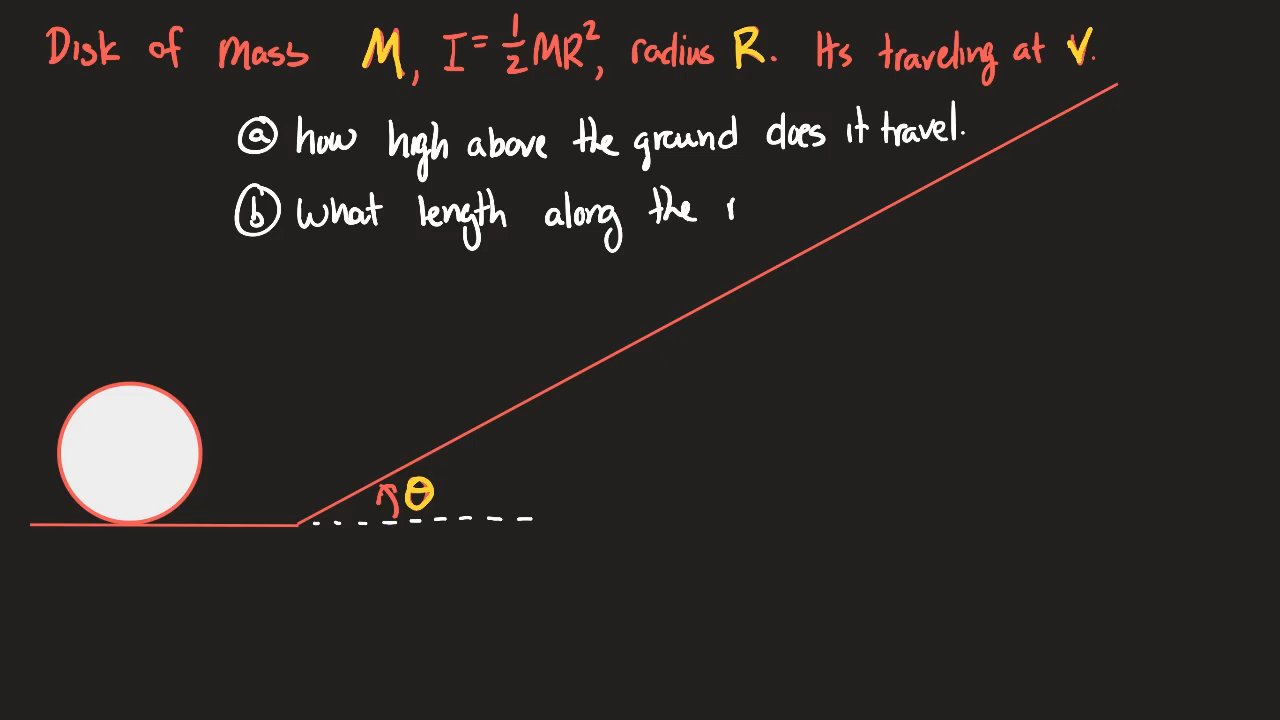 Disk of mass M, I = 1/2 MR², radius R. Its traveling at V.
ⓐ how high above the ground does it travel.
ⓑ what length along the
θ